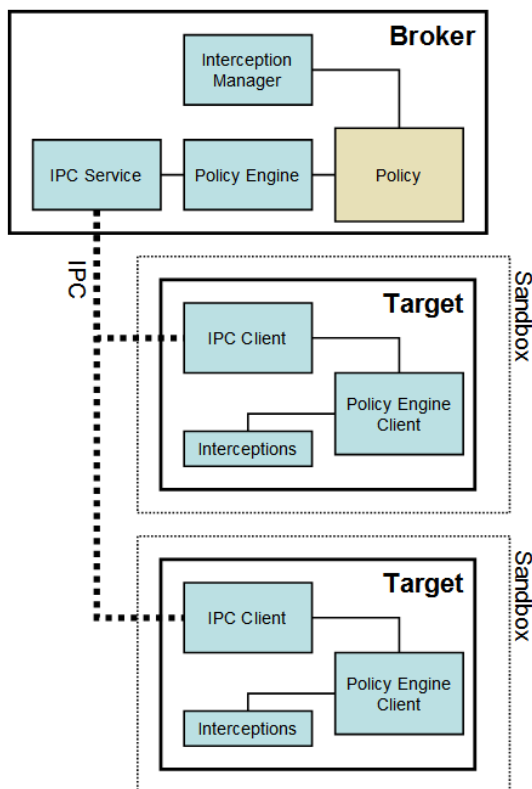 Broker
Interception
Manager
IPC Service
Policy Engine
Policy
IPC
Sandbox
Target
IPC Client
Policy Engine
Client
Interceptions
Sandbox
Target
IPC Client
Policy Engine
Client
Interceptions